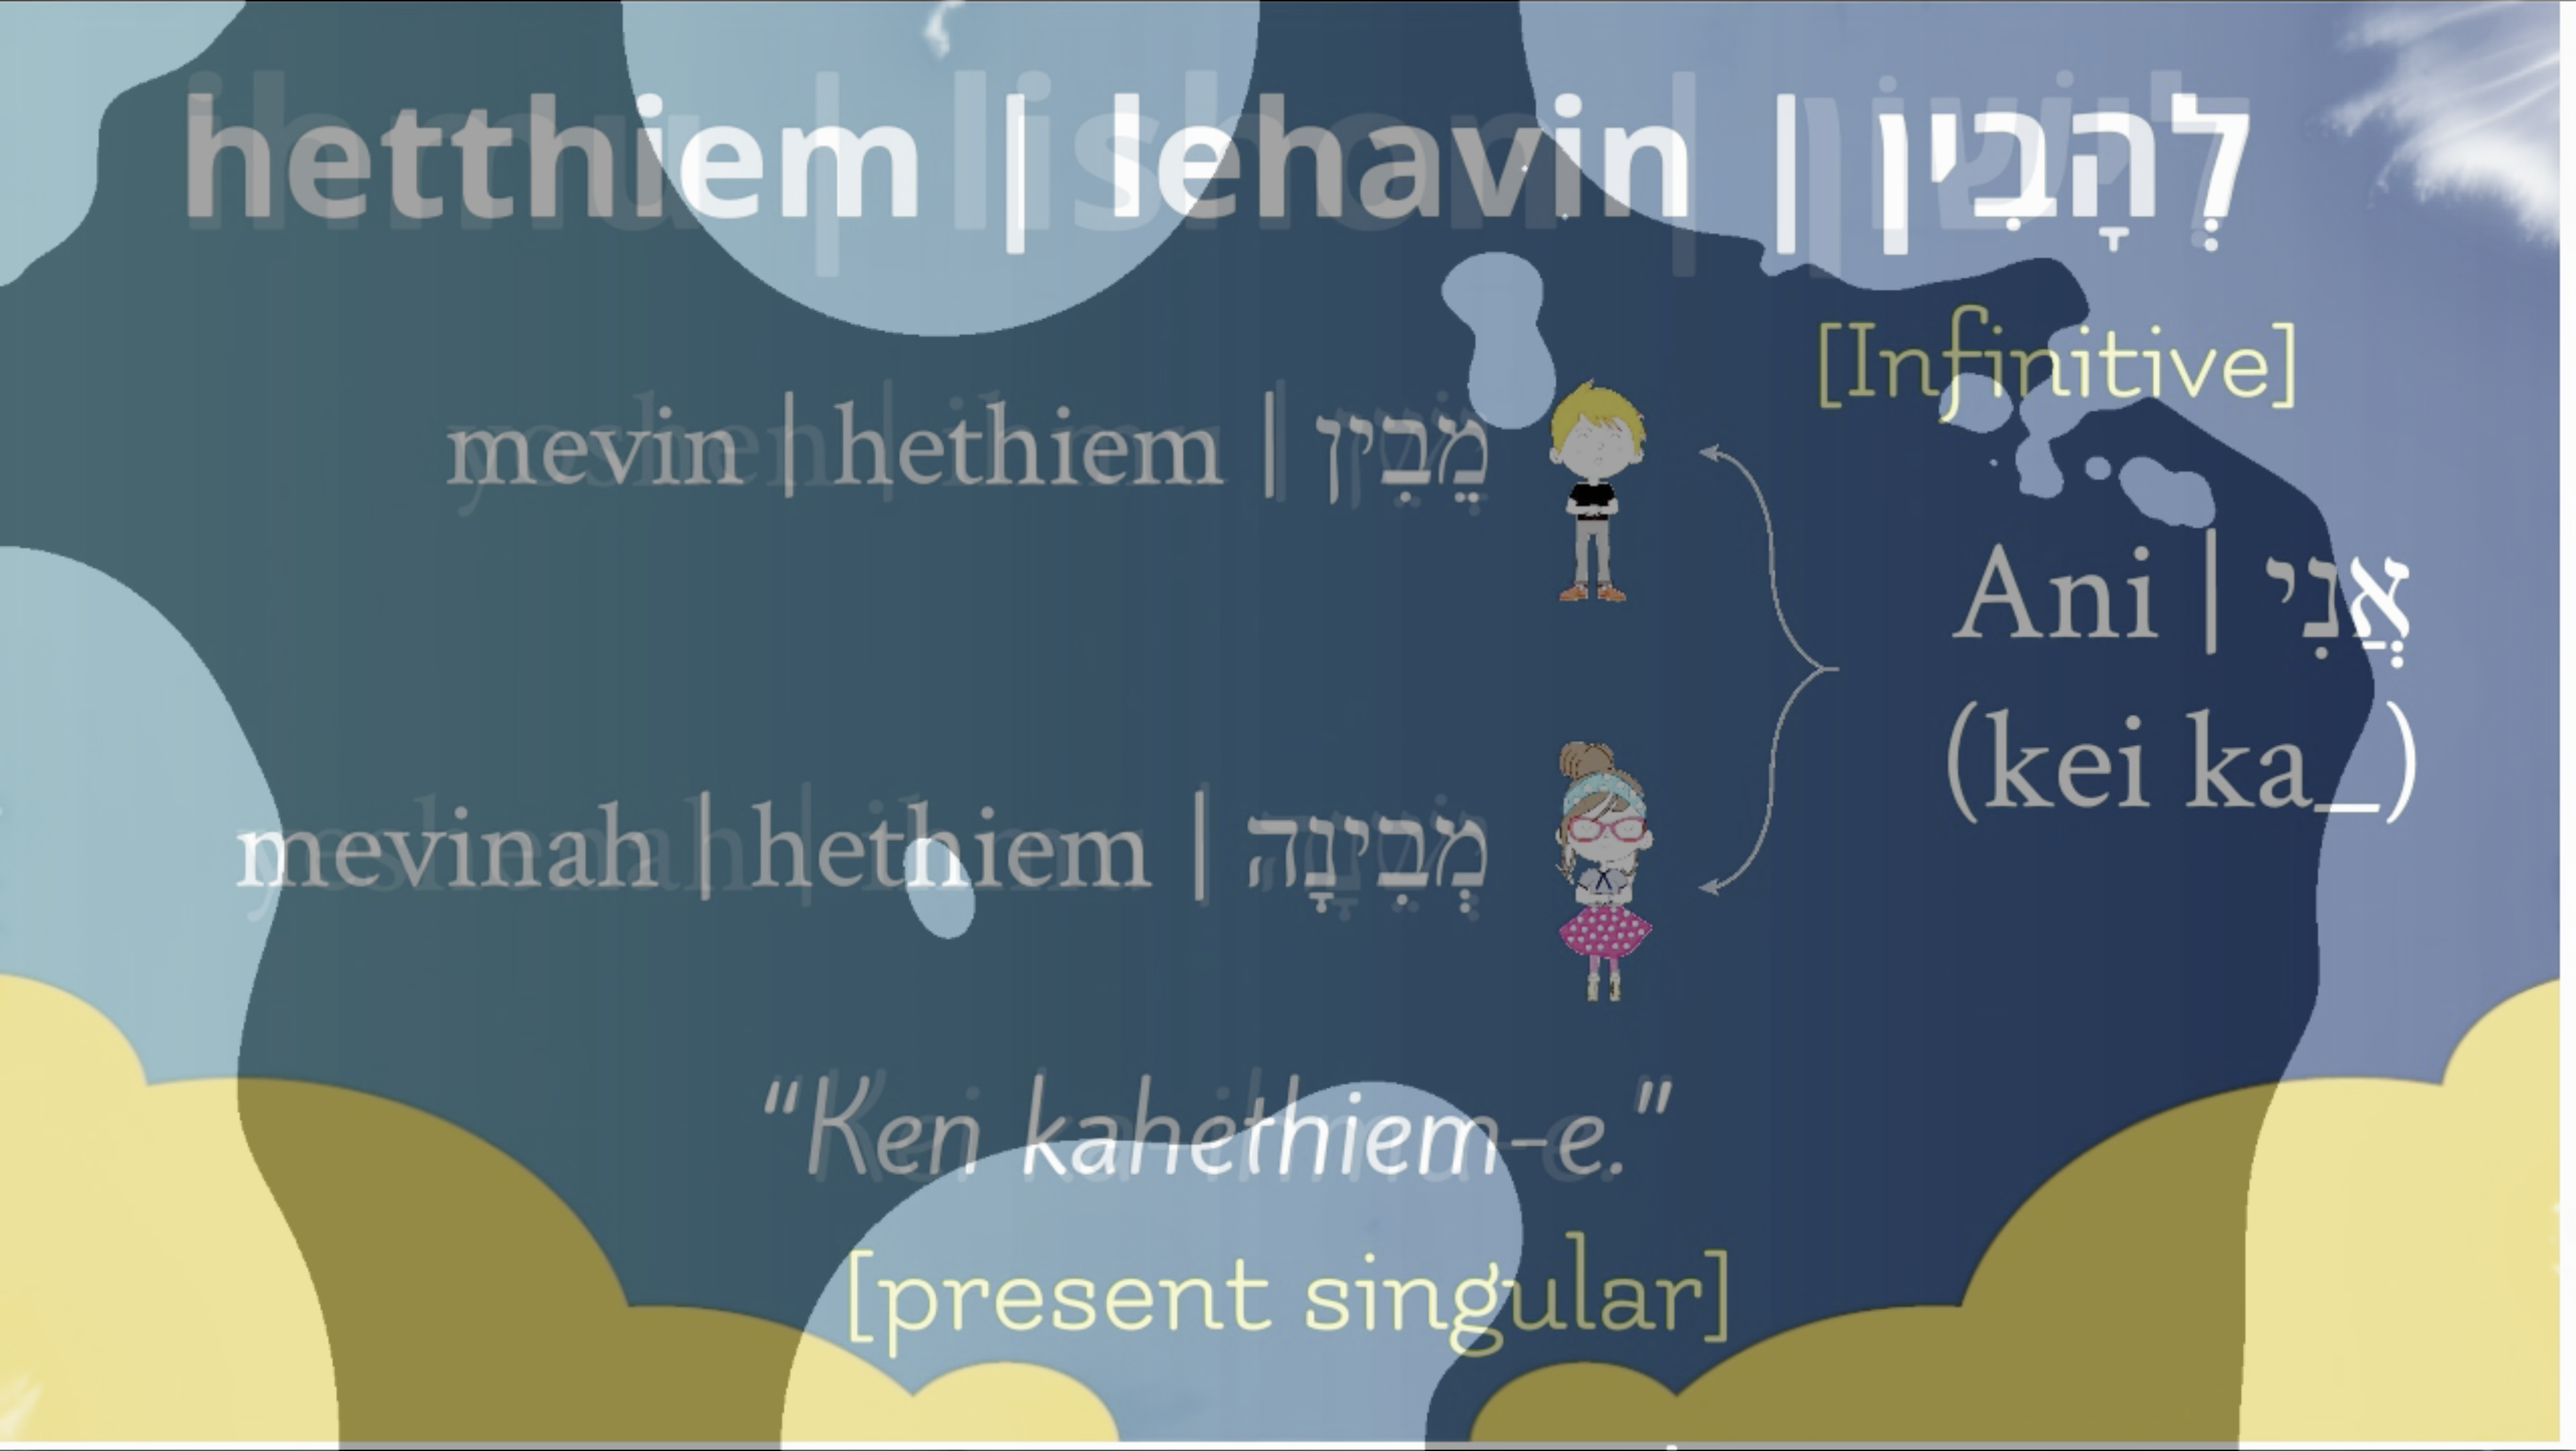 hetthiem | lehavin | לְהָבִין
[Infinitive]
mevin | hethiem | מֵבִין
Ani | אֲנִי
(kei ka_)
mevinah | hethiem | מְבִינָה
“Ken kahethiem-e.”
[present singular]